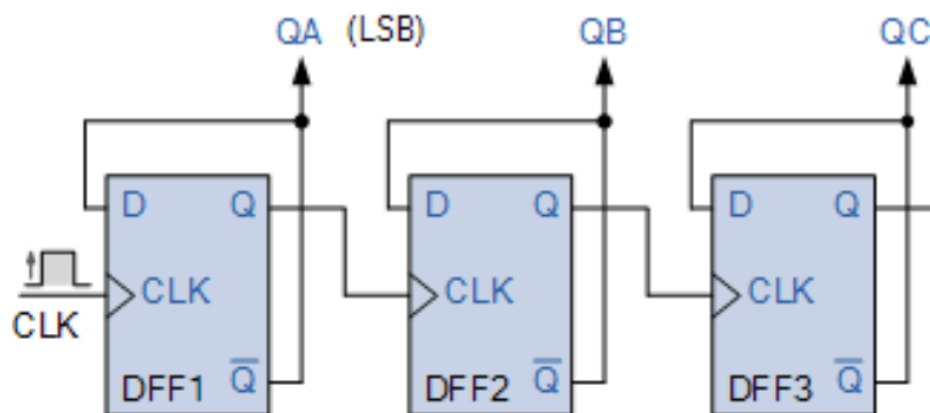 QA (LSB) QB QC
D Q D Q D Q
CLK CLK CLK
CLK
DFF1 Q̅ DFF2 Q̅ DFF3 Q̅